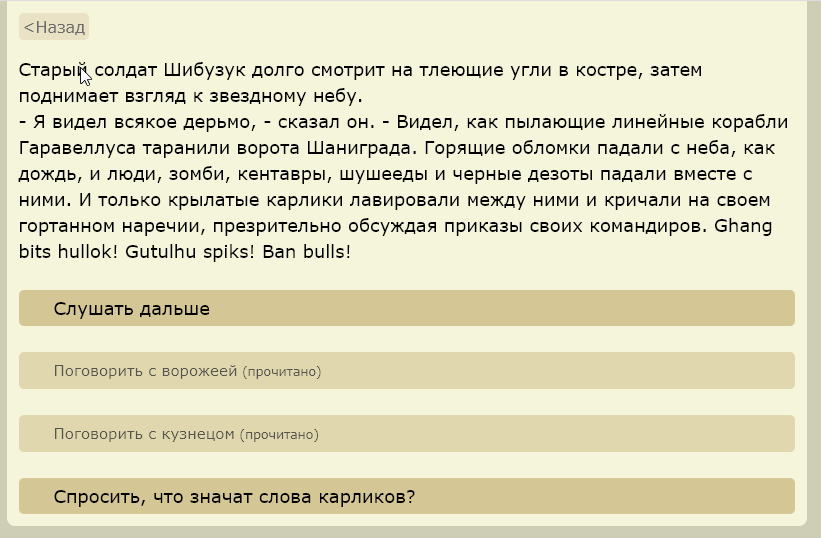 <Назад
Старый солдат Шибузук долго смотрит на тлеющие угли в костре, затем
поднимает взгляд к звездному небу.
- Я видел всякое дерьмо, - сказал он. - Видел, как пылающие линейные корабли
Гаравеллуса таранили ворота Шаниграда. Горящие обломки падали с неба, как
дождь, и люди, зомби, кентавры, шушееды и черные дезоты падали вместе с
ними. И только крылатые карлики лавировали между ними и кричали на своем
гортанном наречии, презрительно обсуждая приказы своих командиров. Ghang
bits hullok! Gutulhu spiks! Ban bulls!
Слушать дальше
Поговорить с ворожеей (прочитано)
Поговорить с кузнецом (прочитано)
Спросить, что значат слова карликов?